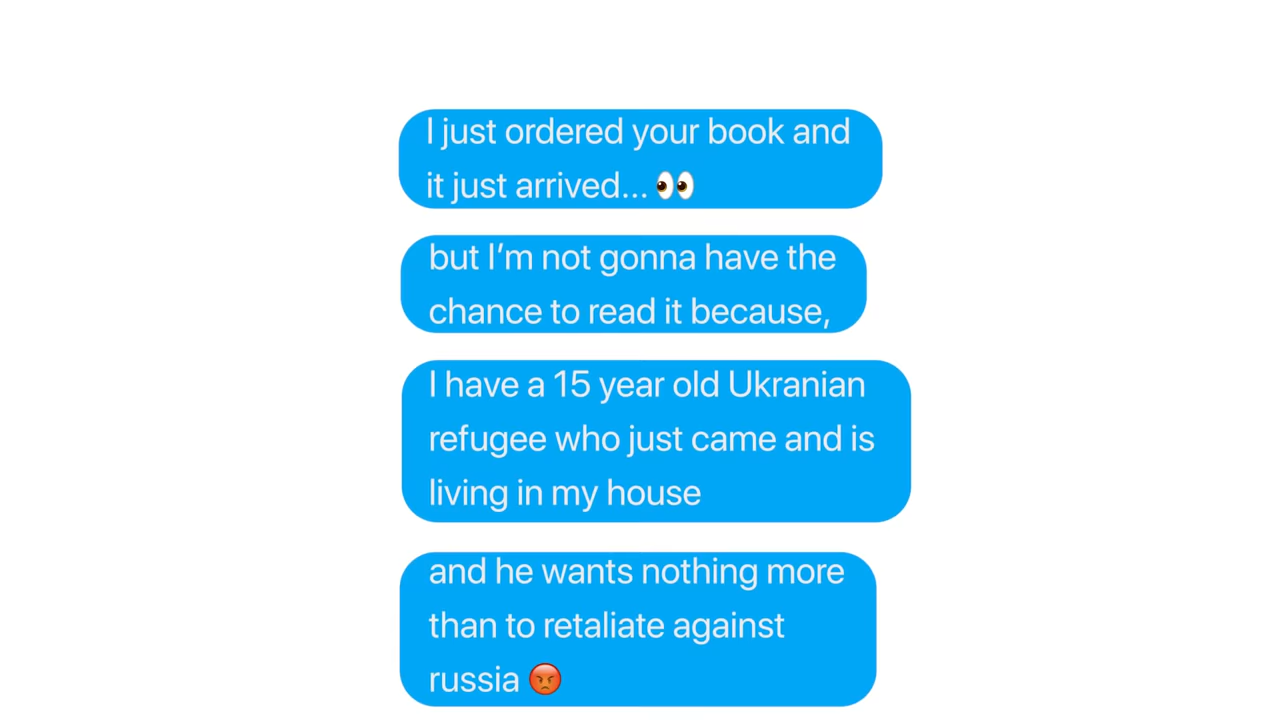 I just ordered your book and
it just arrived... 👀
but I’m not gonna have the
chance to read it because,
I have a 15 year old Ukranian
refugee who just came and is
living in my house
and he wants nothing more
than to retaliate against
russia 😡